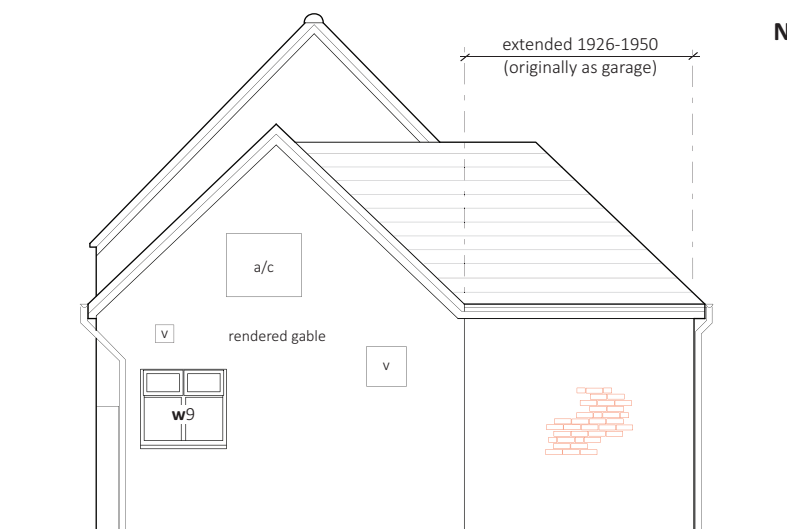 N
extended 1926-1950
(originally as garage)
a/c
v
rendered gable
v
w9